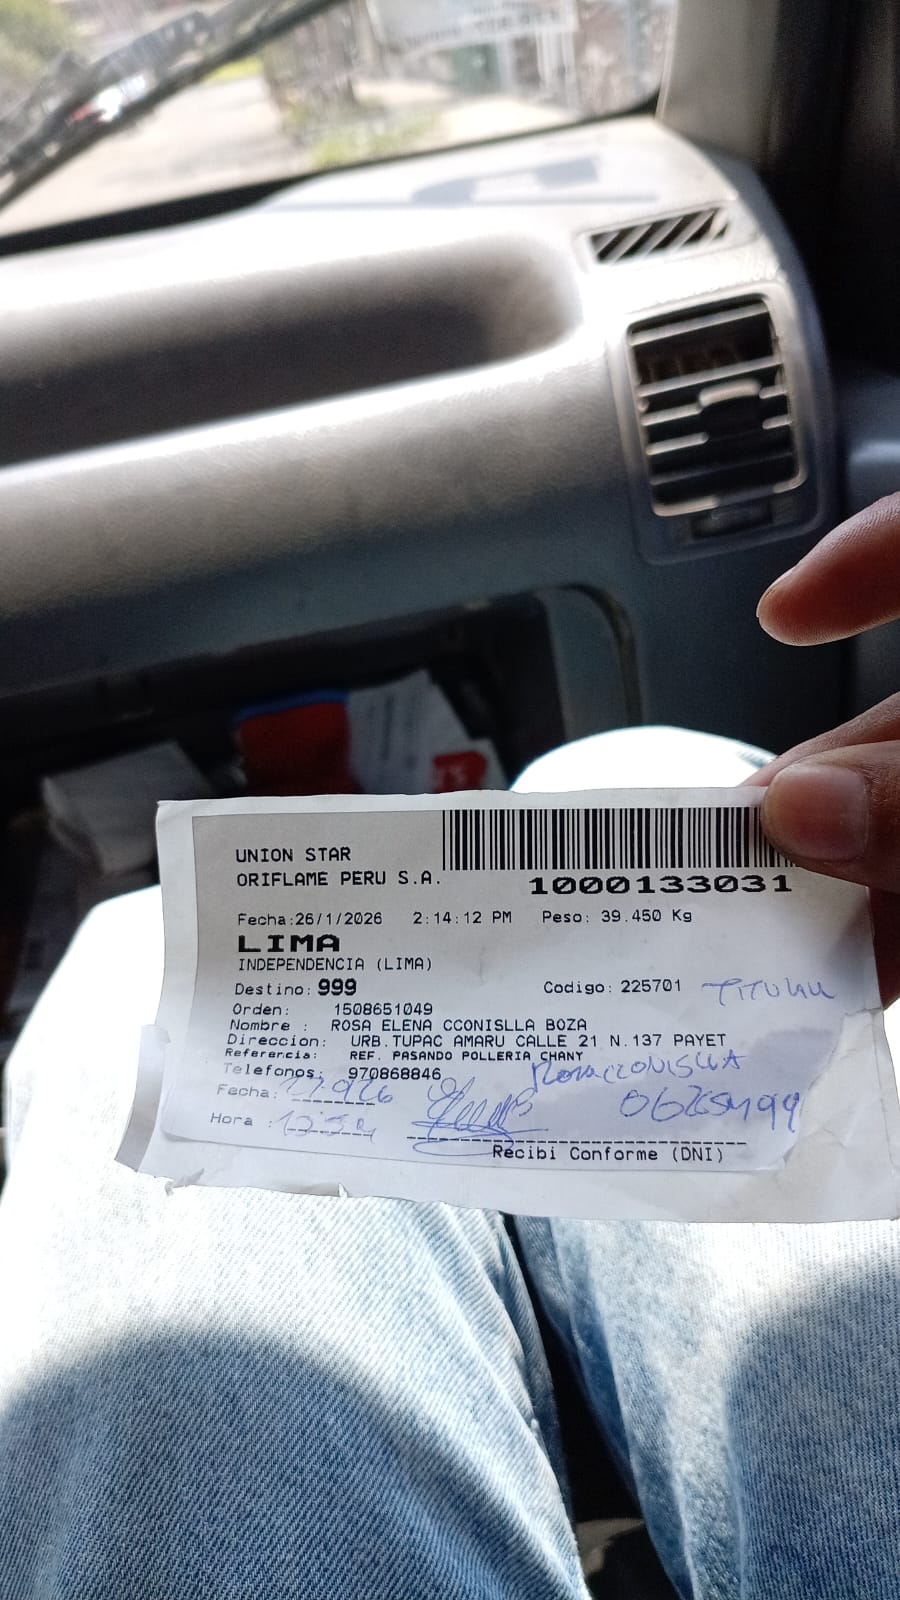 UNION STAR
ORIFLAME PERU S.A.
1000133031
Fecha:26/1/2026 2:14:12 PM Peso: 39.450 Kg
LIMA
INDEPENDENCIA (LIMA)
Destino: 999 Codigo: 225701 TITULAR
Orden: 1508651049
Nombre : ROSA ELENA CCONISLLA BOZA
Direccion: URB.TUPAC AMARU CALLE 21 N.137 PAYET
Referencia: REF. PASANDO POLLERIA CHANY
Telefonos: 970868846
Fecha:
Hora :
Recibi Conforme (DNI)